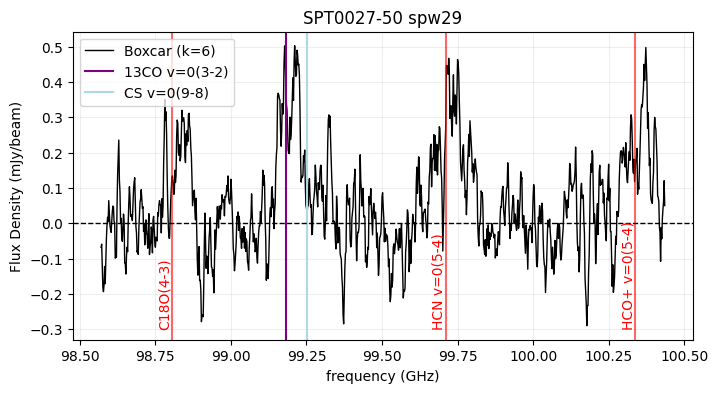 SPT0027-50 spw29
Boxcar (k=6)
13CO v=0(3-2)
CS v=0(9-8)
C18O(4-3)
HCN v=0(5-4)
HCO+ v=0(5-4)
Flux Density (mJy/beam)
0.5
0.4
0.3
0.2
0.1
0.0
−0.1
−0.2
−0.3
98.50 98.75 99.00 99.25 99.50 99.75 100.00 100.25 100.50
frequency (GHz)